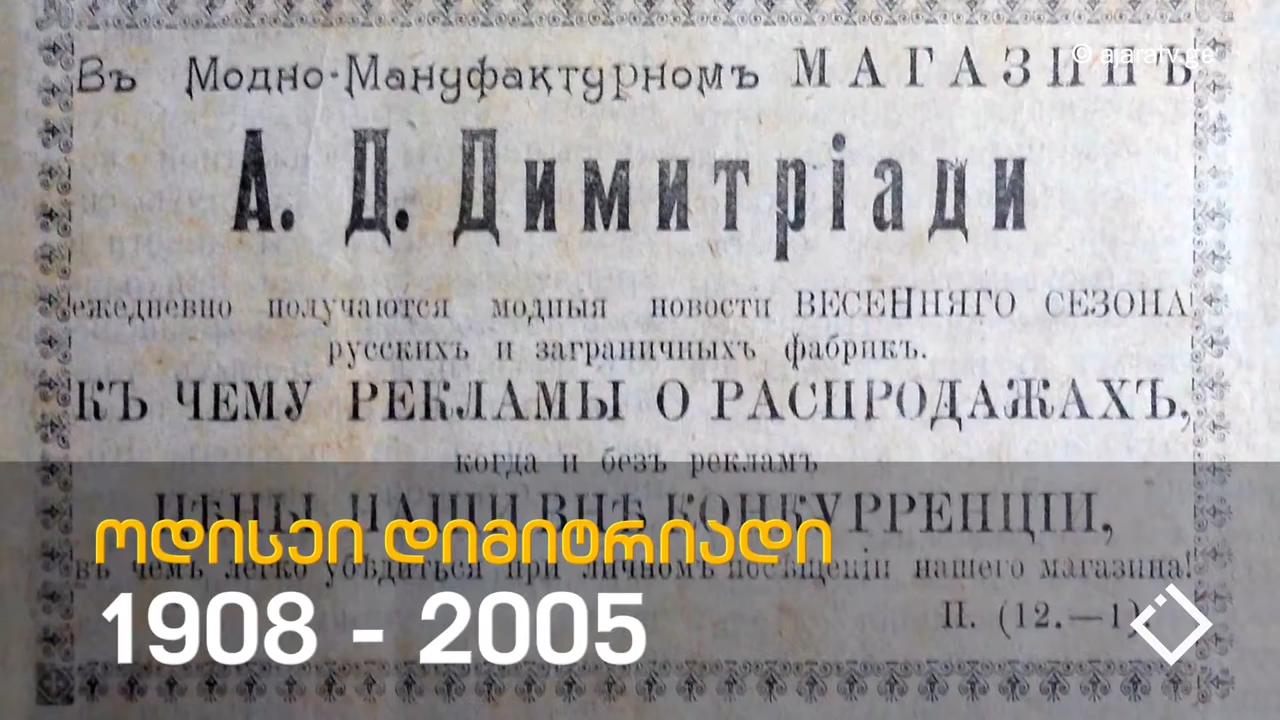 © ajaratv.ge
Въ Модно-Мануфактурномъ МАГАЗИНѢ
А. Д. Димитріади
ежедневно получаются модныя новости ВЕСЕННЯГО СЕЗОНА
русскихъ и заграничныхъ фабрикъ.
КЪ ЧЕМУ РЕКЛАМЫ О РАСПРОДАЖАХЪ,
когда и безъ рекламъ
ЦѢНЫ НАШИ ВНѢ КОНКУРРЕНЦІИ,
въ чемъ легко убѣдиться при личномъ посѣщеніи нашего магазина!
П. (12.—1)
ოდისეი დიმიტრიადი
1908 - 2005